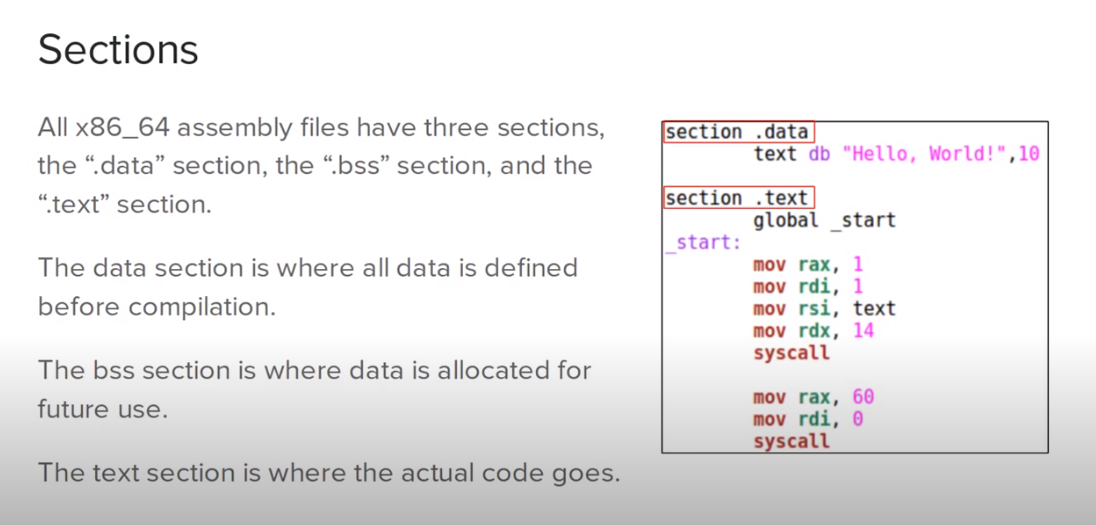 Sections
All x86_64 assembly files have three sections,
the “.data” section, the “.bss” section, and the
“.text” section.
The data section is where all data is defined
before compilation.
The bss section is where data is allocated for
future use.
The text section is where the actual code goes.
section .data
text db "Hello, World!",10
section .text
global _start
_start:
mov rax, 1
mov rdi, 1
mov rsi, text
mov rdx, 14
syscall
mov rax, 60
mov rdi, 0
syscall